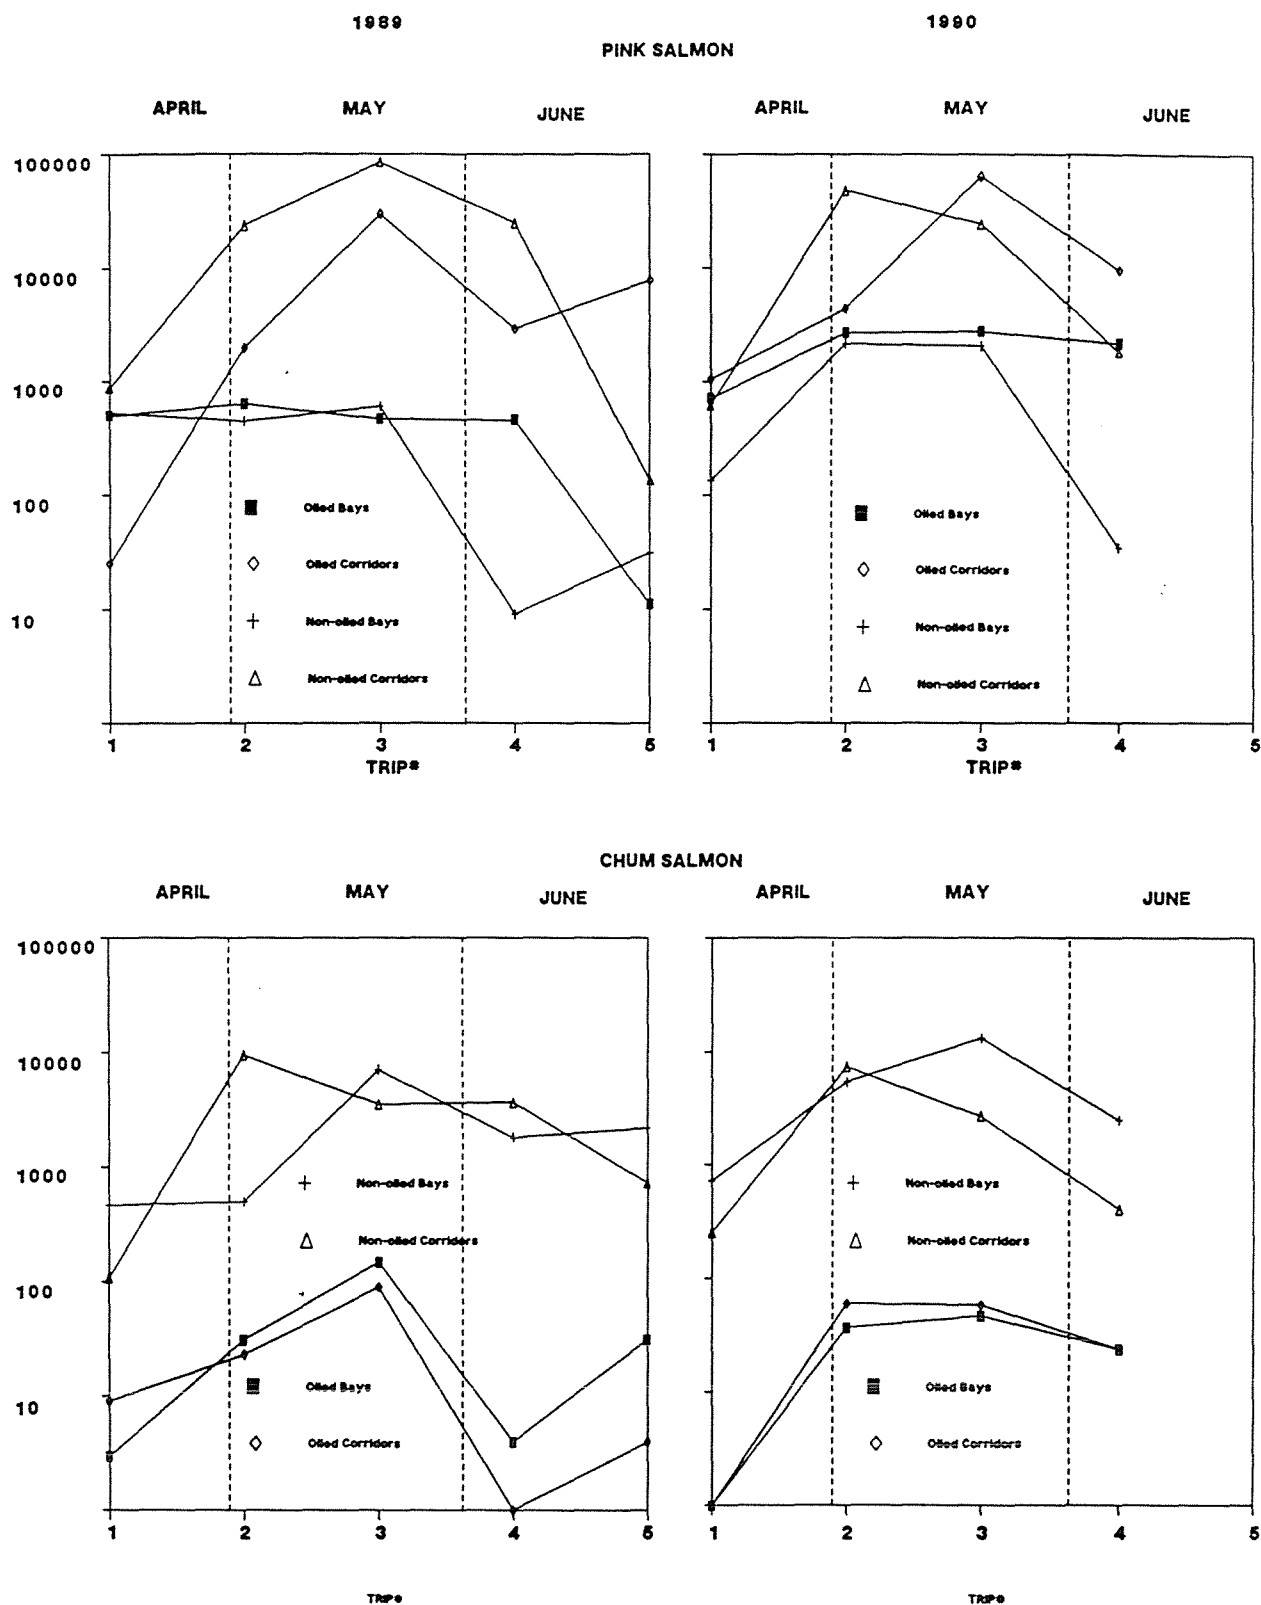 1989 1990
PINK SALMON
APRIL MAY JUNE APRIL MAY JUNE
100000
10000
1000
100
10
Oiled Bays
Oiled Corridors
Non-oiled Bays
Non-oiled Corridors
Oiled Bays
Oiled Corridors
Non-oiled Bays
Non-oiled Corridors
1 2 3 4 5 1 2 3 4 5
TRIP# TRIP#
CHUM SALMON
APRIL MAY JUNE APRIL MAY JUNE
100000
10000
1000
100
10
Non-oiled Bays
Non-oiled Corridors
Oiled Bays
Oiled Corridors
Non-oiled Bays
Non-oiled Corridors
Oiled Bays
Oiled Corridors
1 2 3 4 5 1 2 3 4 5
TRIP# TRIP#